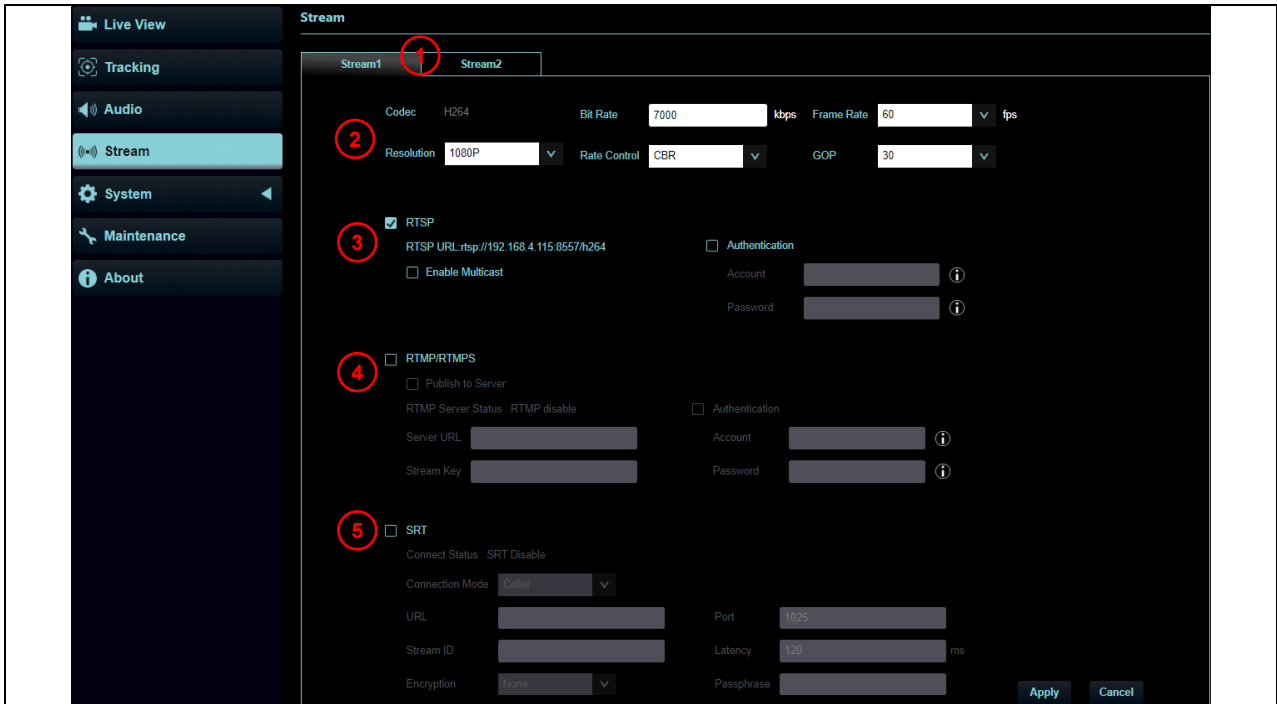 Live View
Tracking
Audio
Stream
System
Maintenance
About
Stream
1
Stream1 Stream2
2
Codec H264 Bit Rate 7000 kbps Frame Rate 60 fps
Resolution 1080P Rate Control CBR GOP 30
3
RTSP
RTSP URL:rtsp://192.168.4.115:8557/h264 Authentication
Enable Multicast Account
Password
4
RTMP/RTMPS
Publish to Server
RTMP Server Status : RTMP disable Authentication
Server URL Account
Stream Key Password
5
SRT
Connect Status : SRT Disable
Connection Mode Caller
URL Port 1025
Stream ID Latency 120 ms
Encryption None Passphrase
Apply Cancel